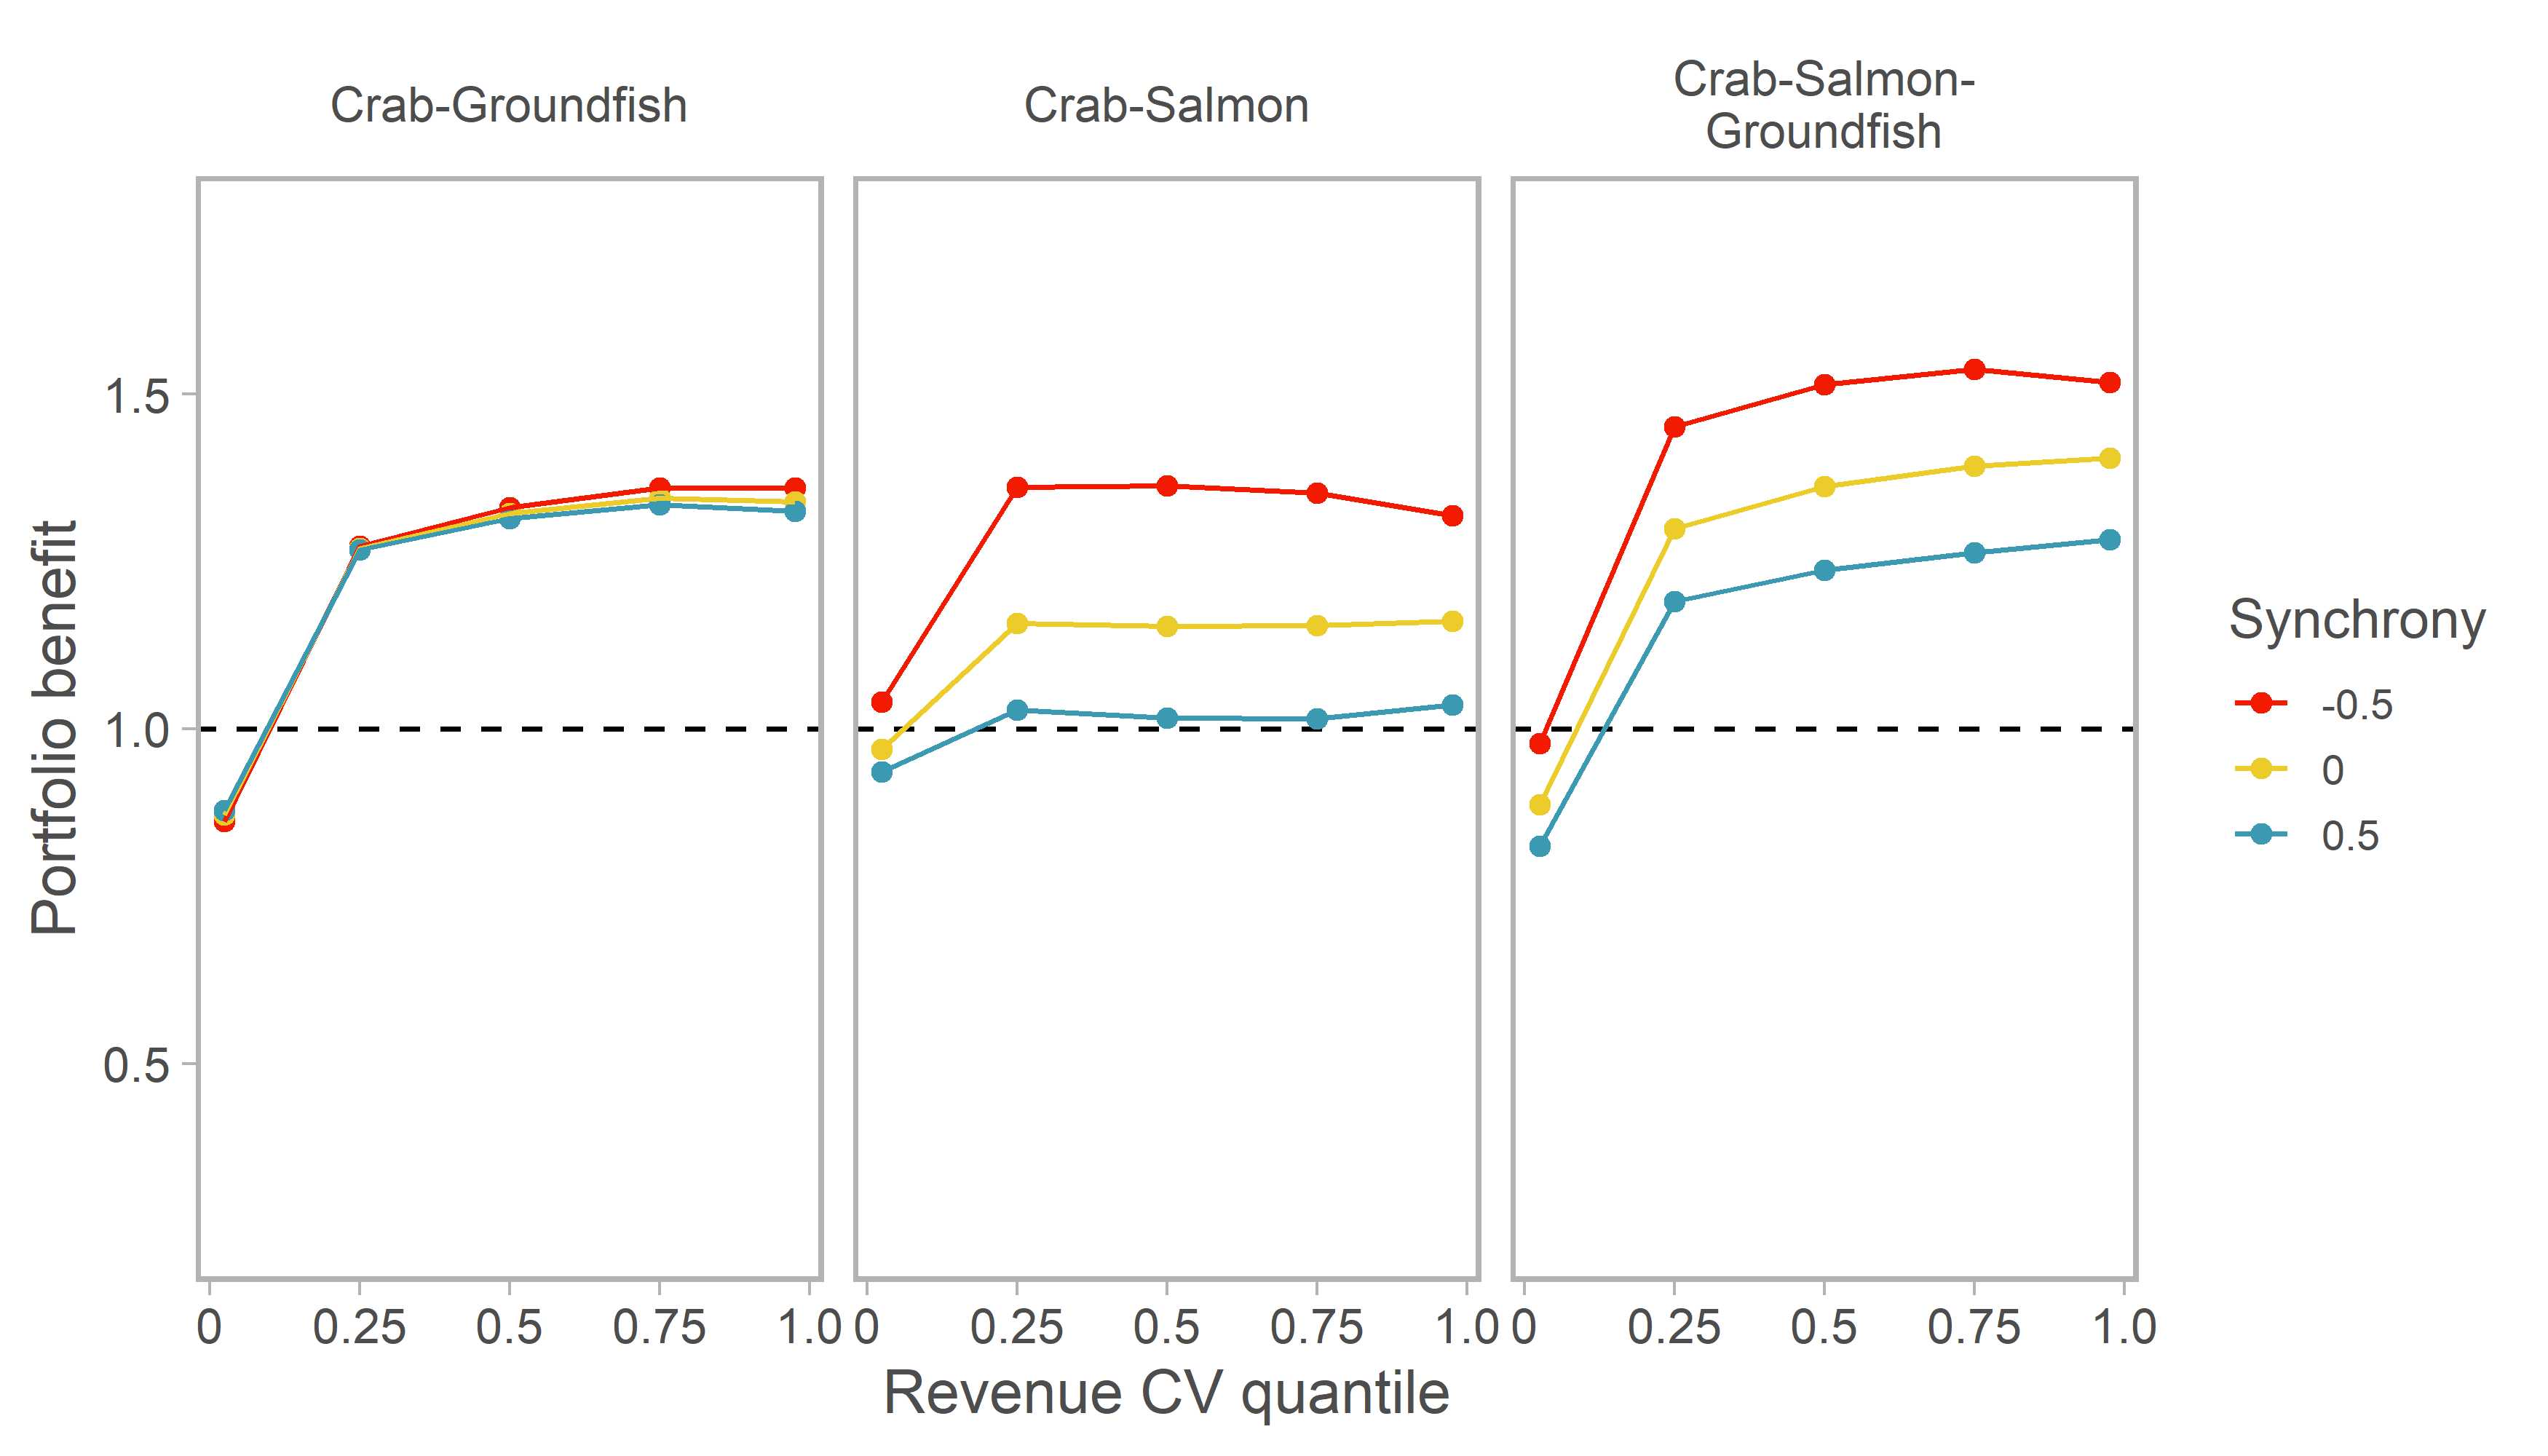 Crab-Groundfish
Crab-Salmon
Crab-Salmon-
Groundfish
Portfolio benefit
1.5
1.0
0.5
0 0.25 0.5 0.75 1.0
0 0.25 0.5 0.75 1.0
0 0.25 0.5 0.75 1.0
Revenue CV quantile
Synchrony
-0.5
0
0.5